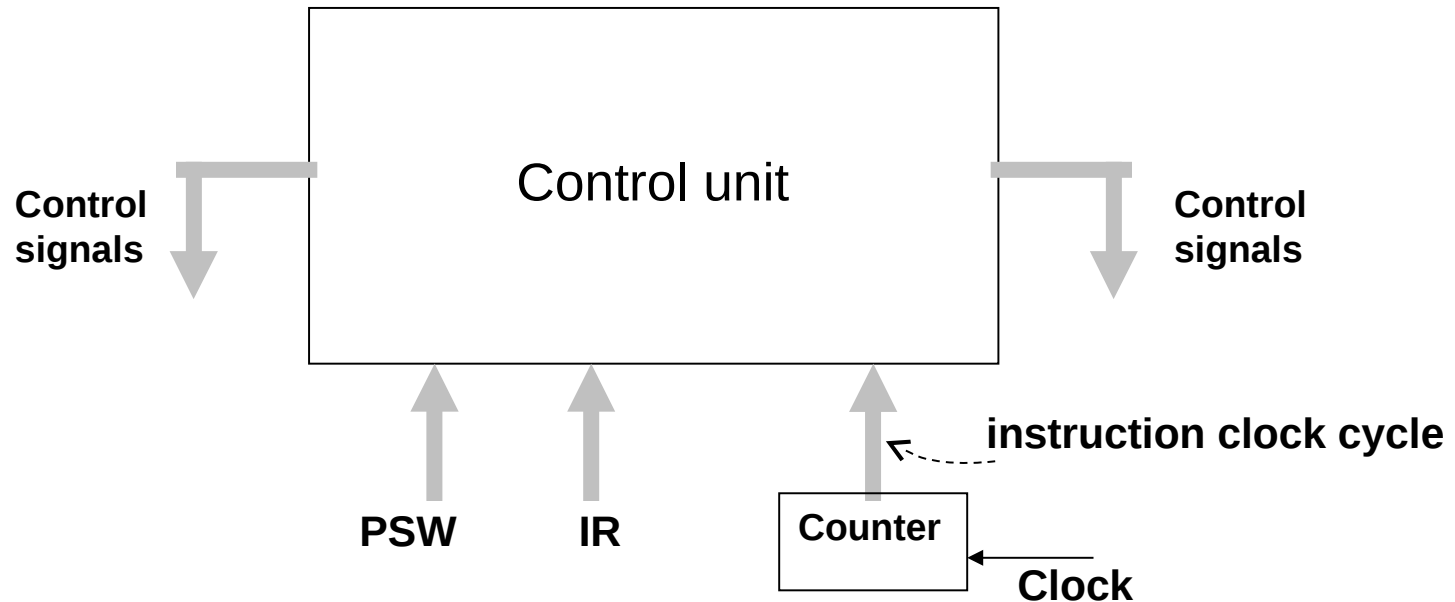 Control unit
Control
signals
Control
signals
instruction clock cycle
PSW
IR
Counter
Clock